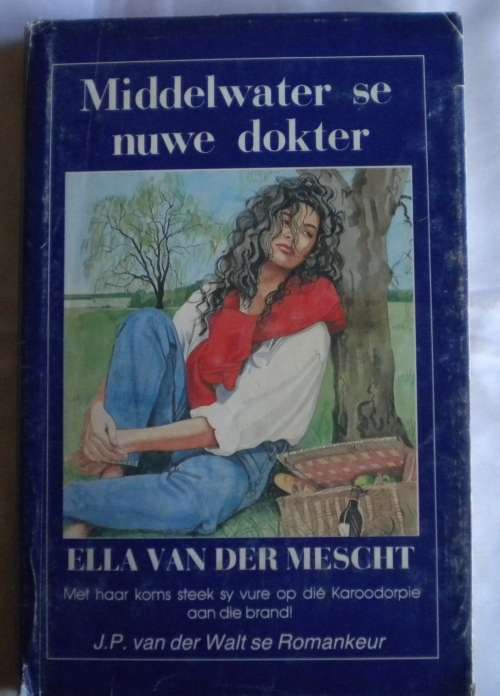 Middelwater se
nuwe dokter
ELLA VAN DER MESCHT
Met haar koms steek sy vure op dié Karoodorpie
aan die brand!
J.P. van der Walt se Romankeur